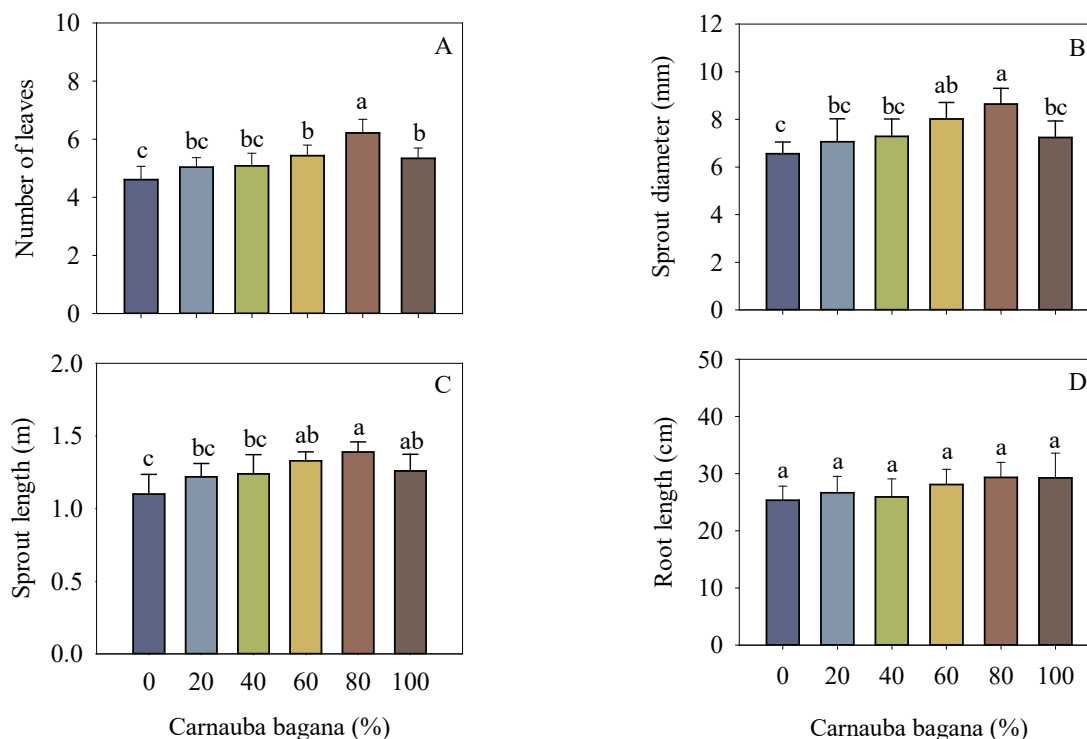 A
Number of leaves
10
8
6
4
2
0
c
bc
bc
b
a
b
B
Sprout diameter (mm)
12
10
8
6
4
2
0
c
bc
bc
ab
a
bc
C
Sprout length (m)
2.0
1.5
1.0
0.5
0.0
c
bc
bc
ab
a
ab
0 20 40 60 80 100
Carnauba bagana (%)
D
Root length (cm)
50
40
30
20
10
0
a
a
a
a
a
a
0 20 40 60 80 100
Carnauba bagana (%)